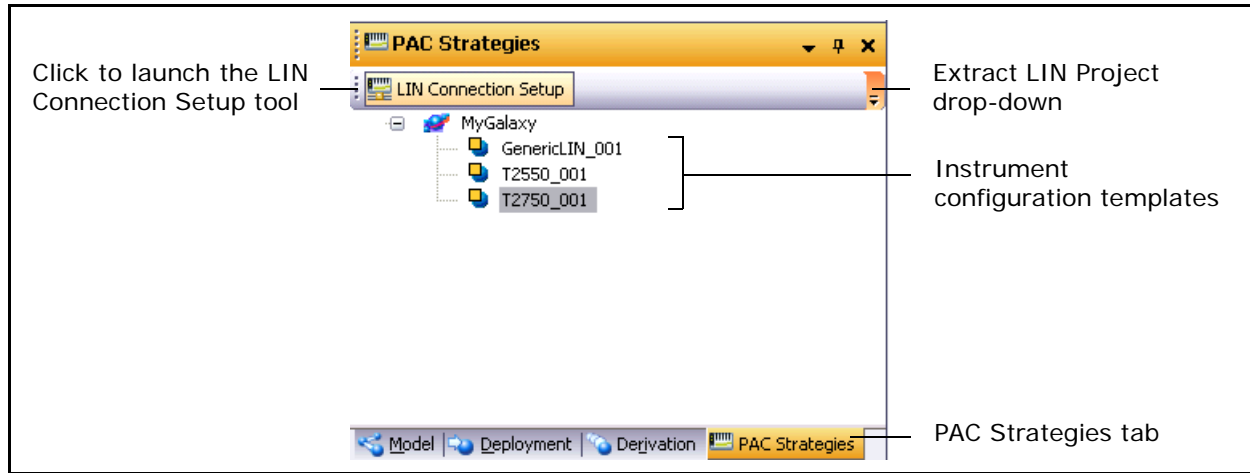 PAC Strategies
Click to launch the LIN
Connection Setup tool
LIN Connection Setup
Extract LIN Project
drop-down
MyGalaxy
GenericLIN_001
T2550_001
T2750_001
Instrument
configuration templates
Model
Deployment
Derivation
PAC Strategies
PAC Strategies tab